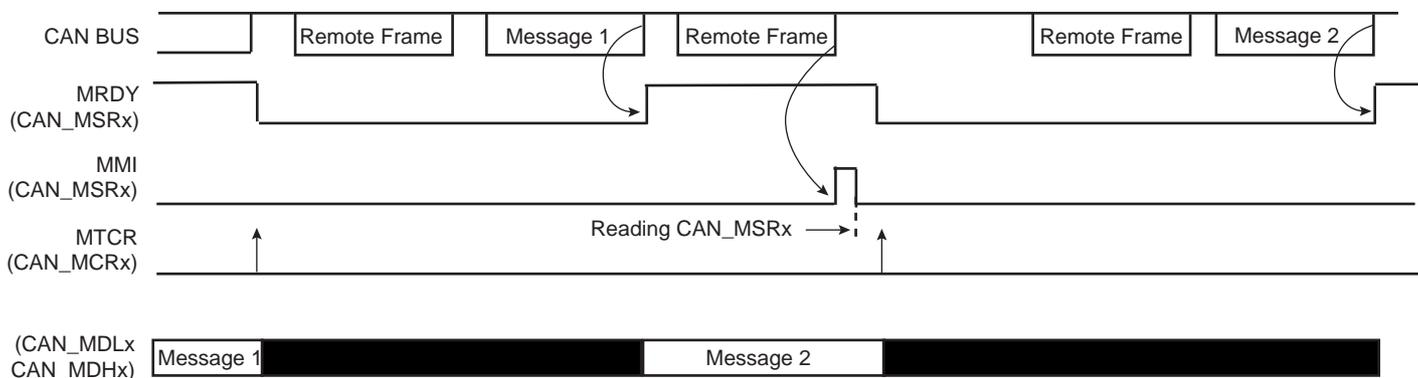 CAN BUS
Remote Frame
Message 1
Remote Frame
Remote Frame
Message 2
MRDY
(CAN_MSRx)
MMI
(CAN_MSRx)
Reading CAN_MSRx
MTCR
(CAN_MCRx)
(CAN_MDLx
CAN_MDHx)
Message 1
Message 2